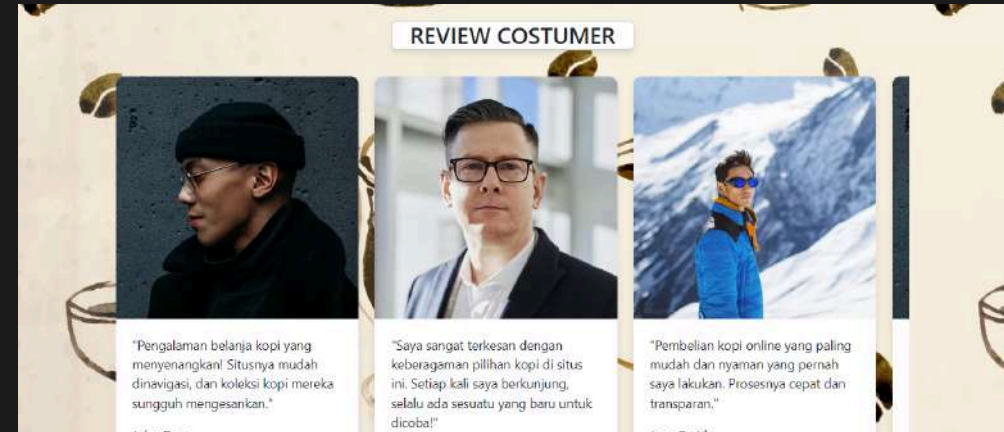 REVIEW COSTUMER
"Pengalaman belanja kopi yang
menyenangkan! Situsnya mudah
dinavigasi, dan koleksi kopi mereka
sungguh mengesankan."
"Saya sangat terkesan dengan
keberagaman pilihan kopi di situs
ini. Setiap kali saya berkunjung,
selalu ada sesuatu yang baru untuk
dicoba!"
"Pembelian kopi online yang paling
mudah dan nyaman yang pernah
saya lakukan. Prosesnya cepat dan
transparan."